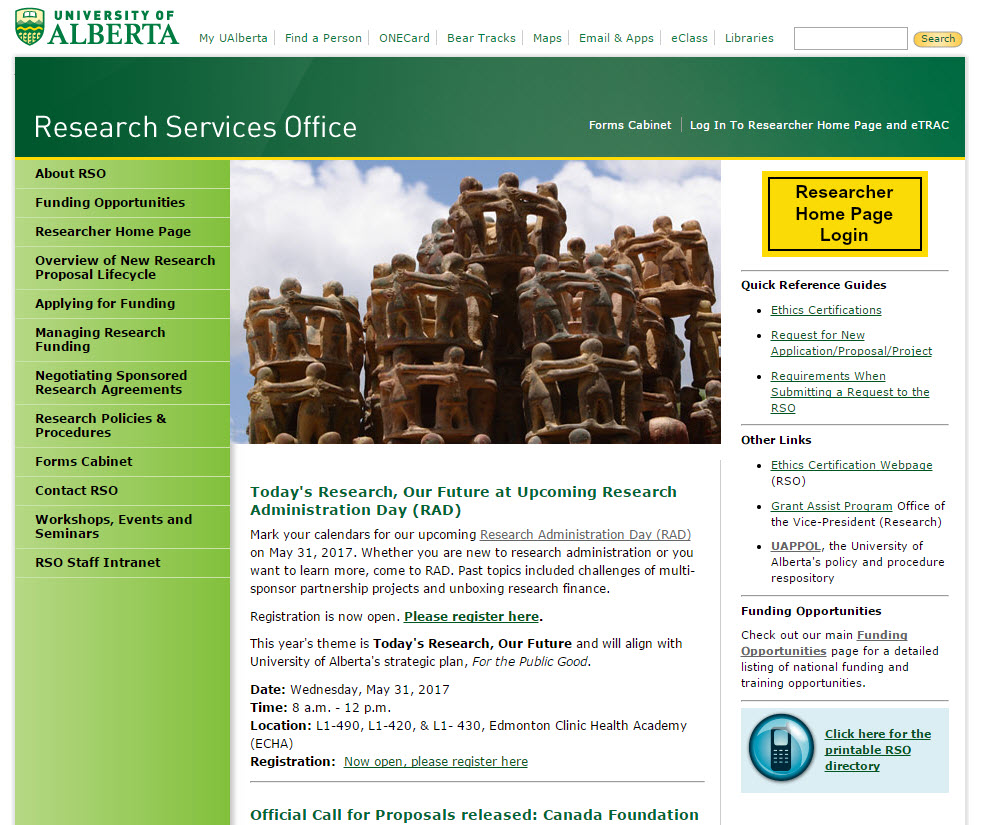 UNIVERSITY OF
ALBERTA
My UAlberta
Find a Person
ONECard
Bear Tracks
Maps
Email & Apps
eClass
Libraries
Search
Research Services Office
Forms Cabinet
Log In To Researcher Home Page and eTRAC
About RSO
Funding Opportunities
Researcher Home Page
Overview of New Research
Proposal Lifecycle
Applying for Funding
Managing Research
Funding
Negotiating Sponsored
Research Agreements
Research Policies &
Procedures
Forms Cabinet
Contact RSO
Workshops, Events and
Seminars
RSO Staff Intranet
Today's Research, Our Future at Upcoming Research
Administration Day (RAD)
Mark your calendars for our upcoming Research Administration Day (RAD)
on May 31, 2017. Whether you are new to research administration or you
want to learn more, come to RAD. Past topics included challenges of multi-
sponsor partnership projects and unboxing research finance.
Registration is now open. Please register here.
This year's theme is Today's Research, Our Future and will align with
University of Alberta's strategic plan, For the Public Good.
Date: Wednesday, May 31, 2017
Time: 8 a.m. - 12 p.m.
Location: L1-490, L1-420, & L1- 430, Edmonton Clinic Health Academy
(ECHA)
Registration: Now open, please register here
Official Call for Proposals released: Canada Foundation
Researcher
Home Page
Login
Quick Reference Guides
Ethics Certifications
Request for New
Application/Proposal/Project
Requirements When
Submitting a Request to the
RSO
Other Links
Ethics Certification Webpage
(RSO)
Grant Assist Program Office of
the Vice-President (Research)
UAPPOL, the University of
Alberta's policy and procedure
respository
Funding Opportunities
Check out our main Funding
Opportunities page for a detailed
listing of national funding and
training opportunities.
Click here for the
printable RSO
directory